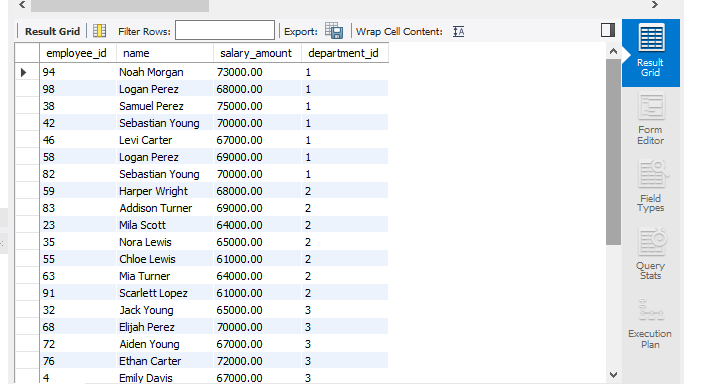 Result Grid Filter Rows: Export: Wrap Cell Content:
employee_id name salary_amount department_id
94 Noah Morgan 73000.00 1
98 Logan Perez 68000.00 1
38 Samuel Perez 75000.00 1
42 Sebastian Young 70000.00 1
46 Levi Carter 67000.00 1
58 Logan Perez 69000.00 1
82 Sebastian Young 70000.00 1
59 Harper Wright 68000.00 2
83 Addison Turner 69000.00 2
23 Mila Scott 64000.00 2
35 Nora Lewis 65000.00 2
55 Chloe Lewis 61000.00 2
63 Mia Turner 64000.00 2
91 Scarlett Lopez 61000.00 2
32 Jack Young 65000.00 3
68 Elijah Perez 70000.00 3
72 Aiden Young 67000.00 3
76 Ethan Carter 72000.00 3
4 Emily Davis 67000.00 3
Result
Grid
Form
Editor
Field
Types
Query
Stats
Execution
Plan